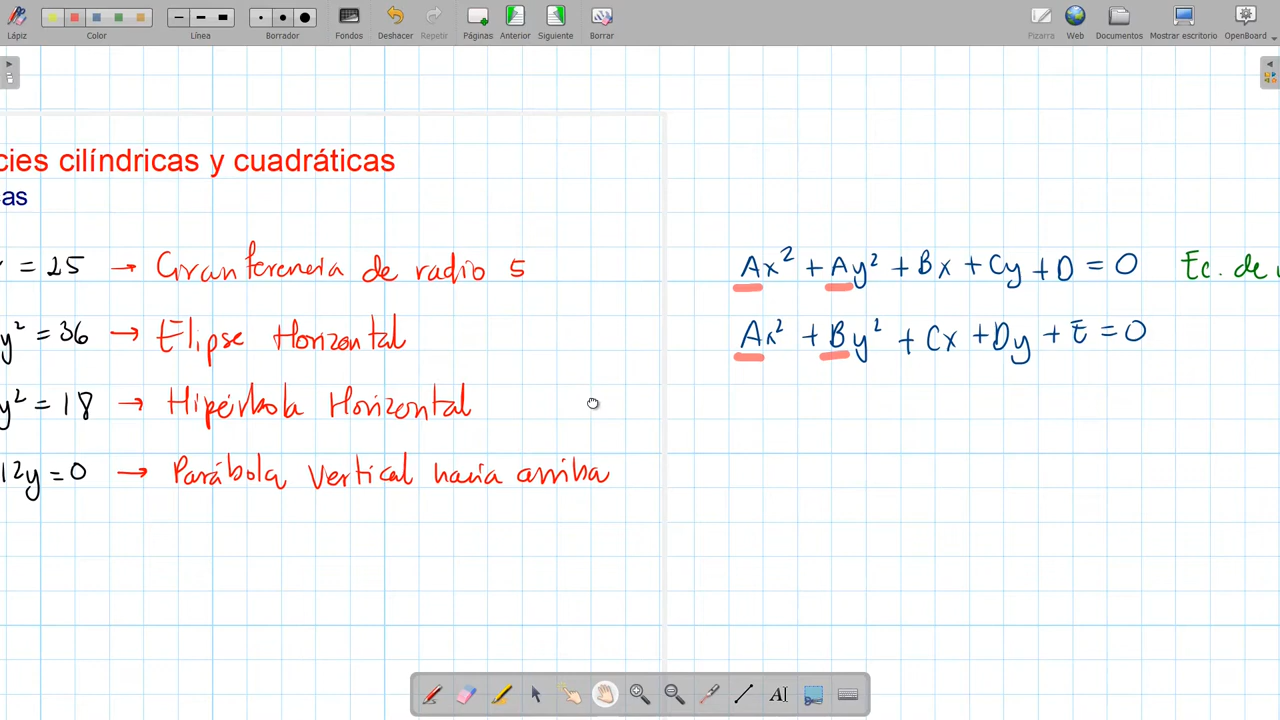 Lápiz Color Línea Borrador Fondos Deshacer Repetir Páginas Anterior Siguiente Borrar Pizarra Web Documentos Mostrar escritorio OpenBoard
cies cilíndricas y cuadráticas
as
= 25 → Circunferencia de radio 5
y² = 36 → Elipse Horizontal
y² = 18 → Hipérbola Horizontal
12y = 0 → Parábola Vertical hacia arriba
Ax² + Ay² + Bx + Cy + D = 0 Ec. de
Ax² + By² + Cx + Dy + E = 0